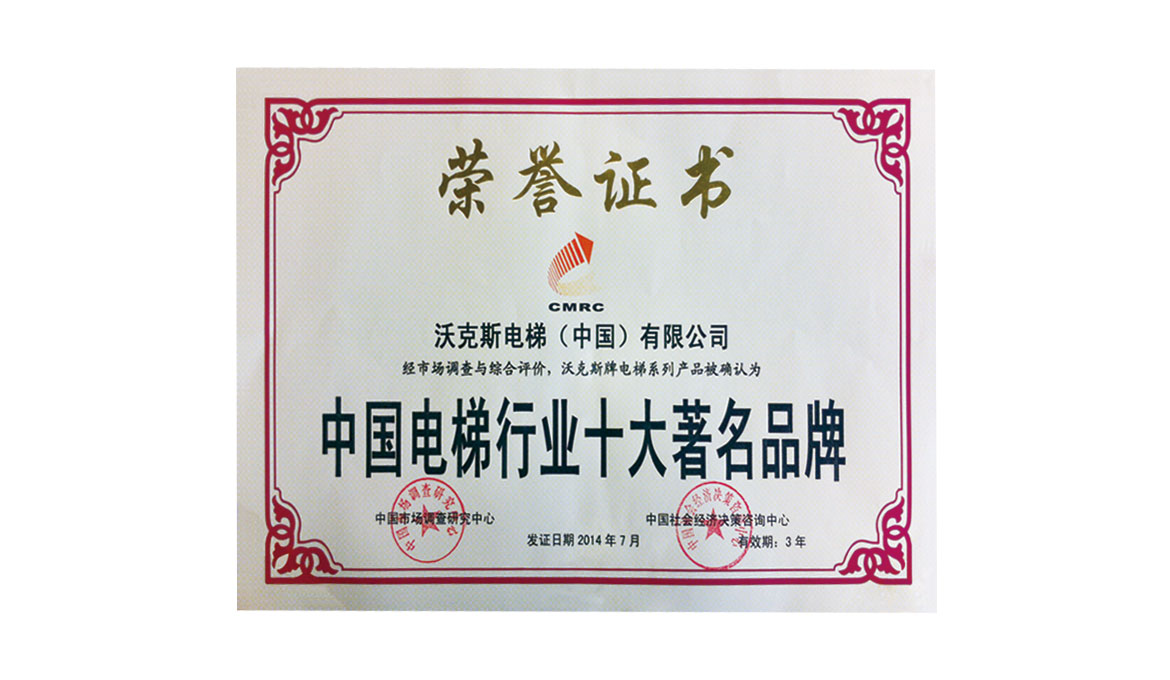 荣誉证书
CMRC
沃克斯电梯（中国）有限公司
经市场调查与综合评价，沃克斯牌电梯系列产品被确认为
中国电梯行业十大著名品牌
中国市场调查研究中心
中国社会经济决策咨询中心
发证日期 2014 年 7 月
有效期：3 年